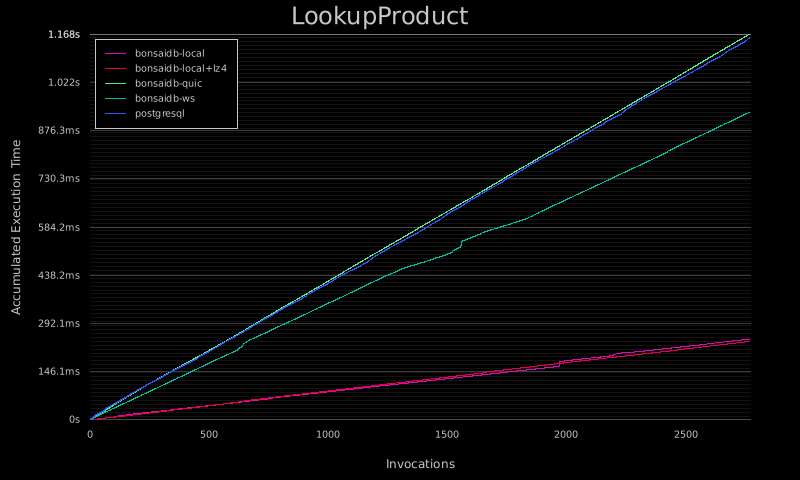 LookupProduct
1.168s
1.022s
876.3ms
730.3ms
584.2ms
438.2ms
292.1ms
146.1ms
0s
Accumulated Execution Time
bonsaidb-local
bonsaidb-local+lz4
bonsaidb-quic
bonsaidb-ws
postgresql
0 500 1000 1500 2000 2500
Invocations